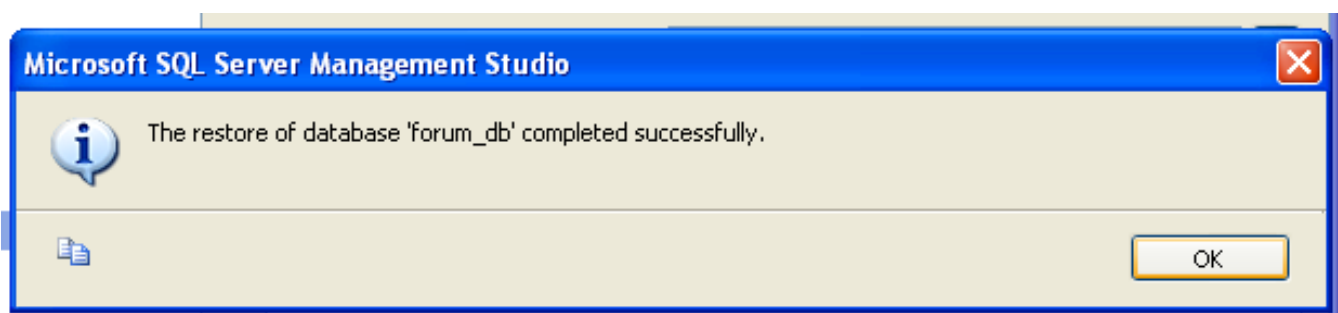 Microsoft SQL Server Management Studio
The restore of database 'forum_db' completed successfully.
OK